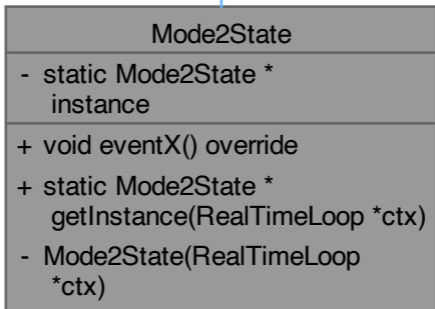 Mode2State
- static Mode2State *
instance
+ void eventX() override
+ static Mode2State *
getInstance(RealTimeLoop *ctx)
- Mode2State(RealTimeLoop
*ctx)